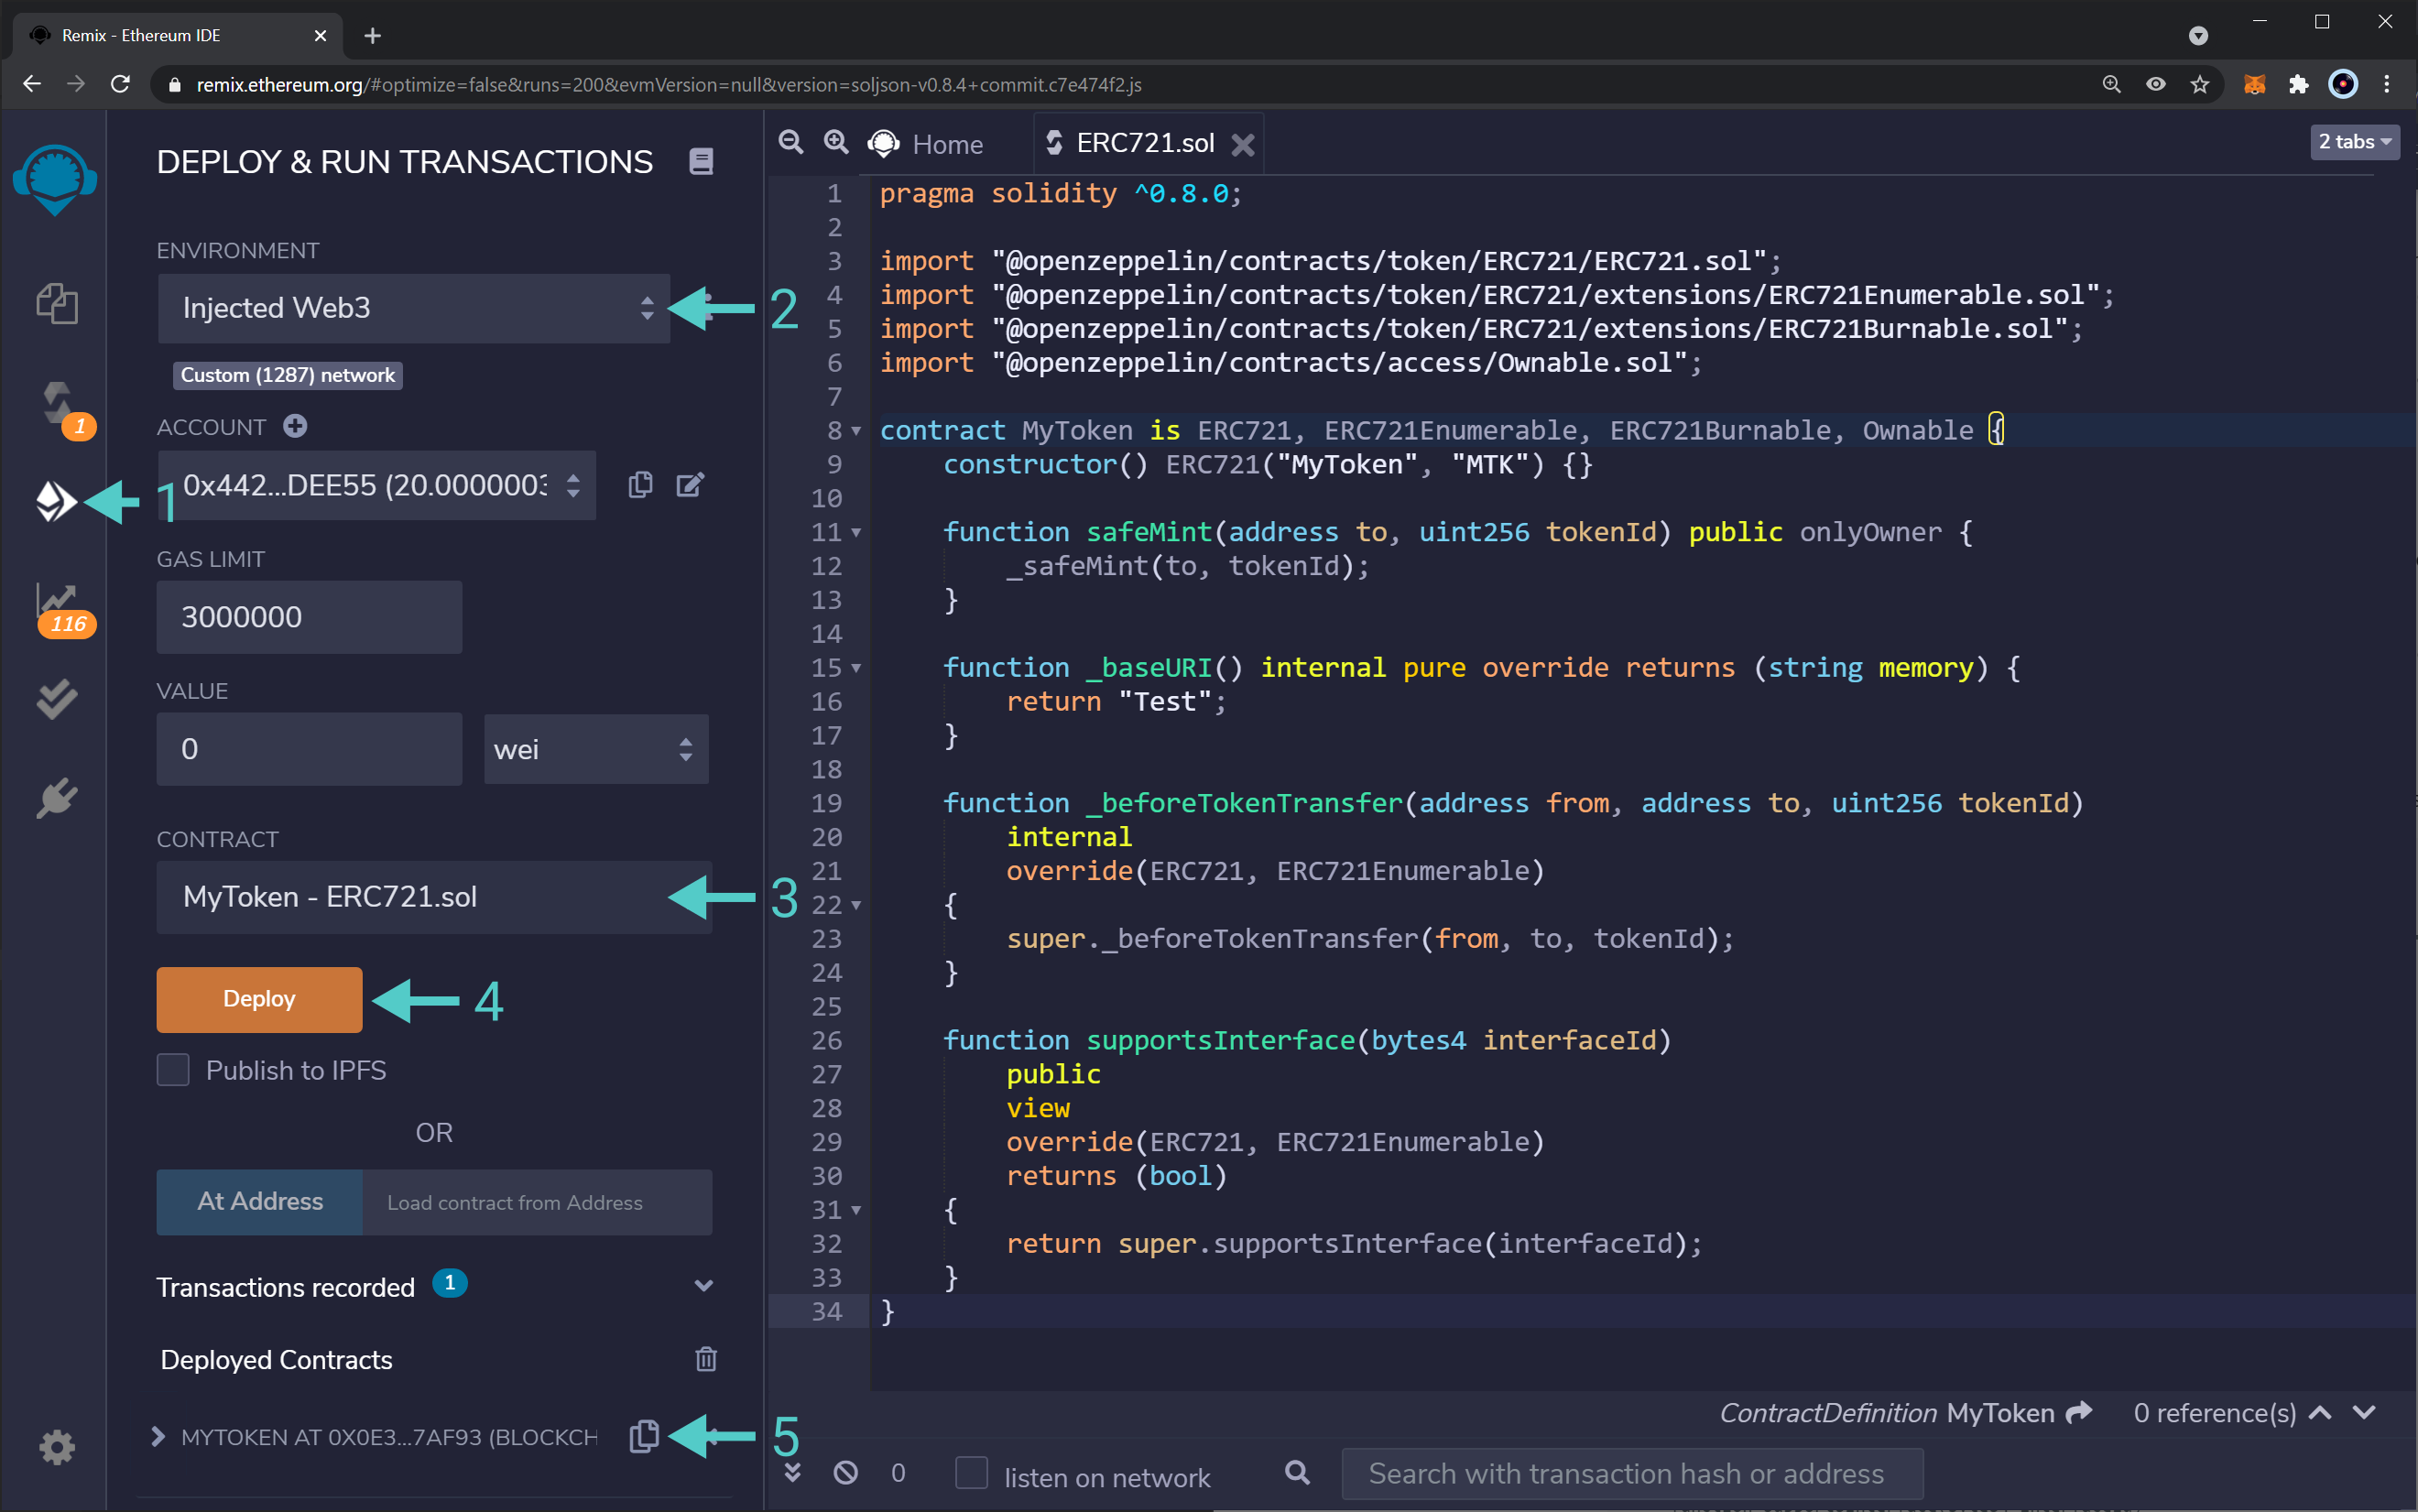 Remix - Ethereum IDE
remix.ethereum.org/#optimize=false&runs=200&evmVersion=null&version=soljson-v0.8.4+commit.c7e474f2.js
DEPLOY & RUN TRANSACTIONS
ENVIRONMENT
Injected Web3
2
Custom (1287) network
ACCOUNT
1
1
0x442...DEE55 (20.0000003
GAS LIMIT
3000000
116
VALUE
0
wei
CONTRACT
MyToken - ERC721.sol
3
Deploy
4
Publish to IPFS
OR
At Address
Load contract from Address
Transactions recorded 1
Deployed Contracts
MYTOKEN AT 0X0E3...7AF93 (BLOCKCH
5
Home
ERC721.sol
2 tabs
1 pragma solidity ^0.8.0;
2
3 import "@openzeppelin/contracts/token/ERC721/ERC721.sol";
4 import "@openzeppelin/contracts/token/ERC721/extensions/ERC721Enumerable.sol";
5 import "@openzeppelin/contracts/token/ERC721/extensions/ERC721Burnable.sol";
6 import "@openzeppelin/contracts/access/Ownable.sol";
7
8 contract MyToken is ERC721, ERC721Enumerable, ERC721Burnable, Ownable {
9 constructor() ERC721("MyToken", "MTK") {}
10
11 function safeMint(address to, uint256 tokenId) public onlyOwner {
12 _safeMint(to, tokenId);
13 }
14
15 function _baseURI() internal pure override returns (string memory) {
16 return "Test";
17 }
18
19 function _beforeTokenTransfer(address from, address to, uint256 tokenId)
20 internal
21 override(ERC721, ERC721Enumerable)
22 {
23 super._beforeTokenTransfer(from, to, tokenId);
24 }
25
26 function supportsInterface(bytes4 interfaceId)
27 public
28 view
29 override(ERC721, ERC721Enumerable)
30 returns (bool)
31 {
32 return super.supportsInterface(interfaceId);
33 }
34 }
ContractDefinition MyToken 0 reference(s)
0
listen on network
Search with transaction hash or address